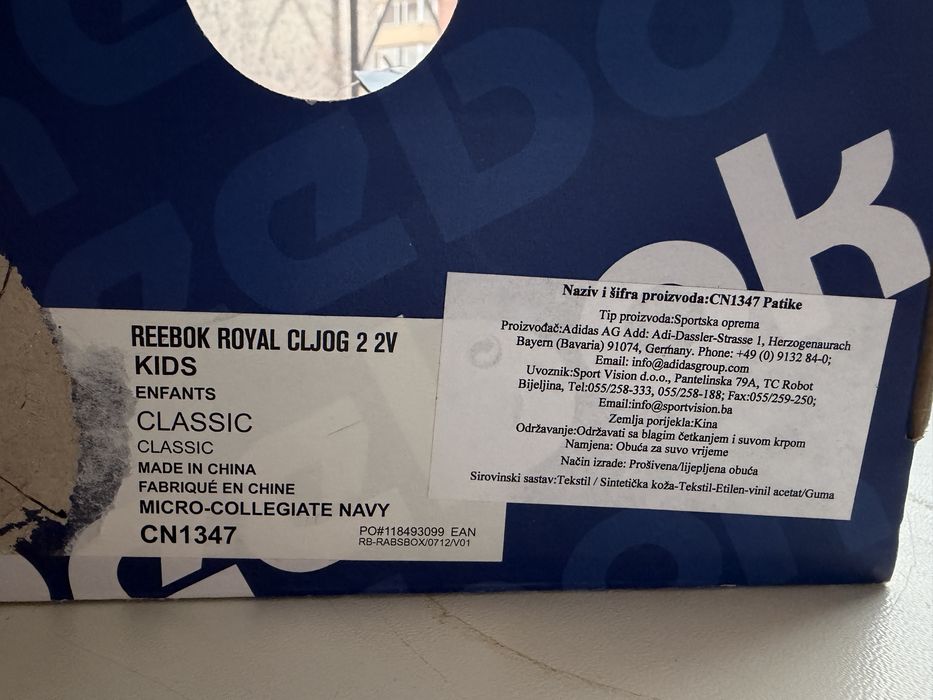 REEBOK ROYAL CLJOG 2 2V
KIDS
ENFANTS
CLASSIC
CLASSIC
MADE IN CHINA
FABRIQUÉ EN CHINE
MICRO-COLLEGIATE NAVY
CN1347
PO#118493099 EAN
RB-RABSBOX/0712/V01
Naziv i šifra proizvoda:CN1347 Patike
Tip proizvoda:Sportska oprema
Proizvođač:Adidas AG Add: Adi-Dassler-Strasse 1, Herzogenaurach
Bayern (Bavaria) 91074, Germany. Phone: +49 (0) 9132 84-0;
Email: info@adidasgroup.com
Uvoznik:Sport Vision d.o.o., Pantelinska 79A, TC Robot
Bijeljina, Tel:055/258-333, 055/258-188; Fax:055/259-250;
Email:info@sportvision.ba
Zemlja porijekla:Kina
Održavanje:Održavati sa blagim četkanjem i suvom krpom
Namjena: Obuća za suvo vrijeme
Način izrade: Prošivena/lijepljena obuća
Sirovinski sastav:Tekstil / Sintetička koža-Tekstil-Etilen-vinil acetat/Guma